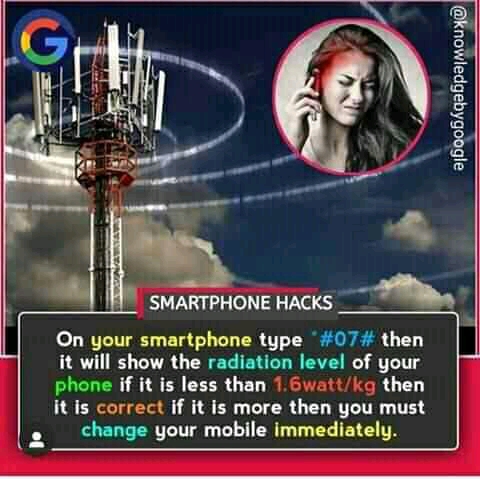 @knowledgebygoogle
SMARTPHONE HACKS
On your smartphone type *#07# then
it will show the radiation level of your
phone if it is less than 1.6watt/kg then
it is correct if it is more then you must
change your mobile immediately.